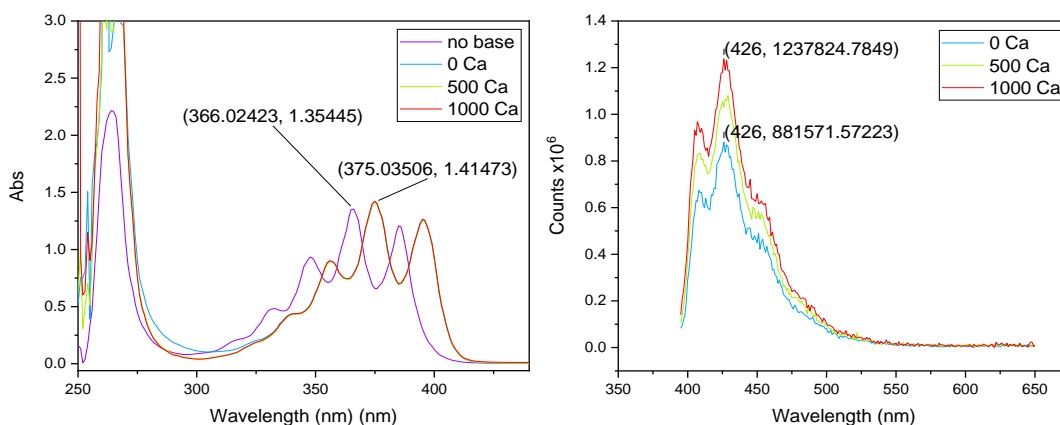 3.0
2.5
2.0
1.5
1.0
0.5
0.0
Abs
250
300
350
400
Wavelength (nm) (nm)
no base
0 Ca
500 Ca
1000 Ca
(366.02423, 1.35445)
(375.03506, 1.41473)
1.4
1.2
1.0
0.8
0.6
0.4
0.2
0.0
Counts x10⁶
350
400
450
500
550
600
650
Wavelength (nm)
(426, 1237824.7849)
(426, 881571.57223)
0 Ca
500 Ca
1000 Ca